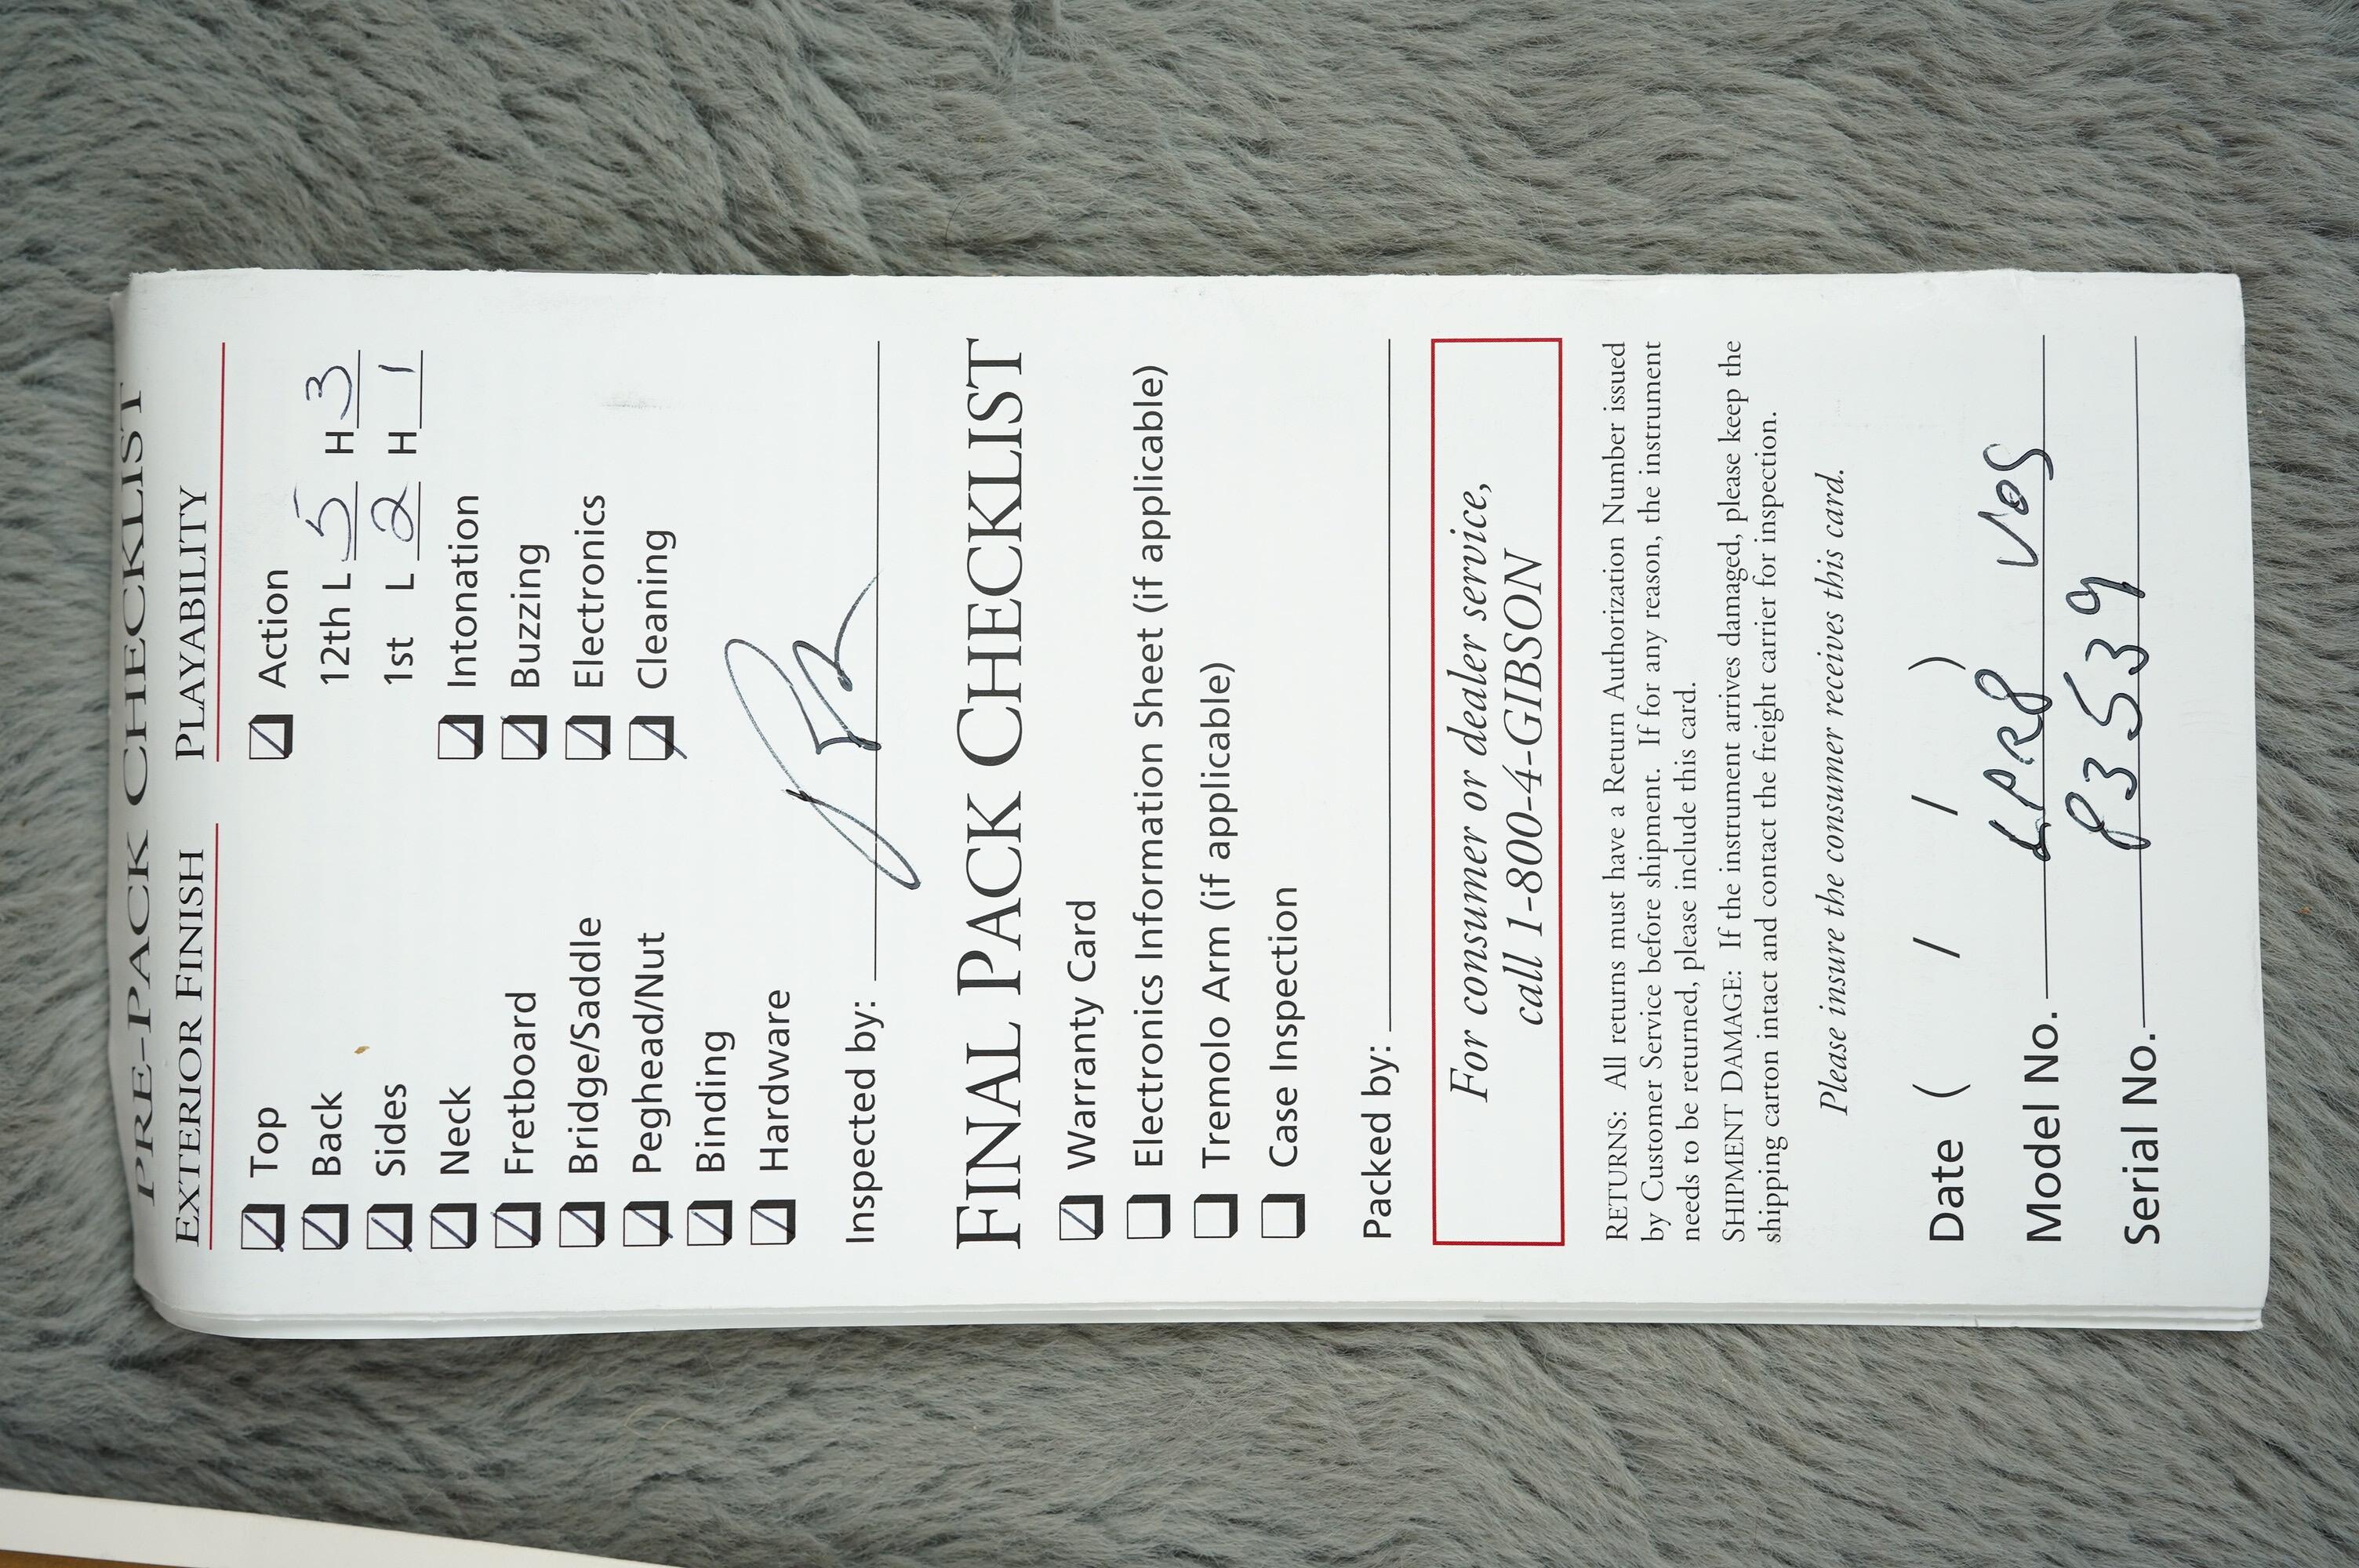 PRE-PACK CHECKLIST
EXTERIOR FINISH
Top
Back
Sides
Neck
Fretboard
Bridge/Saddle
Peghead/Nut
Binding
Hardware
PLAYABILITY
Action
12th L 5 H 3
1st L 2 H 1
Intonation
Buzzing
Electronics
Cleaning
Inspected by:
FINAL PACK CHECKLIST
Warranty Card
Electronics Information Sheet (if applicable)
Tremolo Arm (if applicable)
Case Inspection
Packed by:
For consumer or dealer service,
call 1-800-4-GIBSON
RETURNS: All returns must have a Return Authorization Number issued
by Customer Service before shipment. If for any reason, the instrument
needs to be returned, please include this card.
SHIPMENT DAMAGE: If the instrument arrives damaged, please keep the
shipping carton intact and contact the freight carrier for inspection.
Please insure the consumer receives this card.
Date ( / / )
Model No. LPR8 VOS
Serial No. 83539